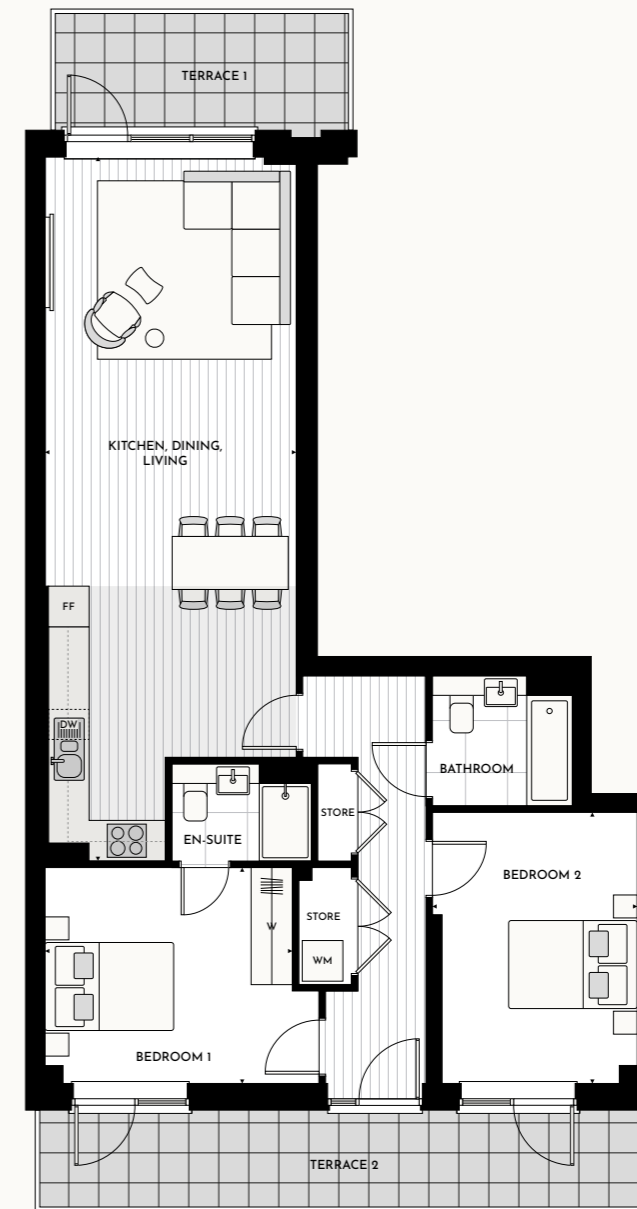 TERRACE 1
KITCHEN, DINING,
LIVING
FF
DW
BATHROOM
STORE
EN-SUITE
BEDROOM 2
STORE
W
WM
BEDROOM 1
TERRACE 2